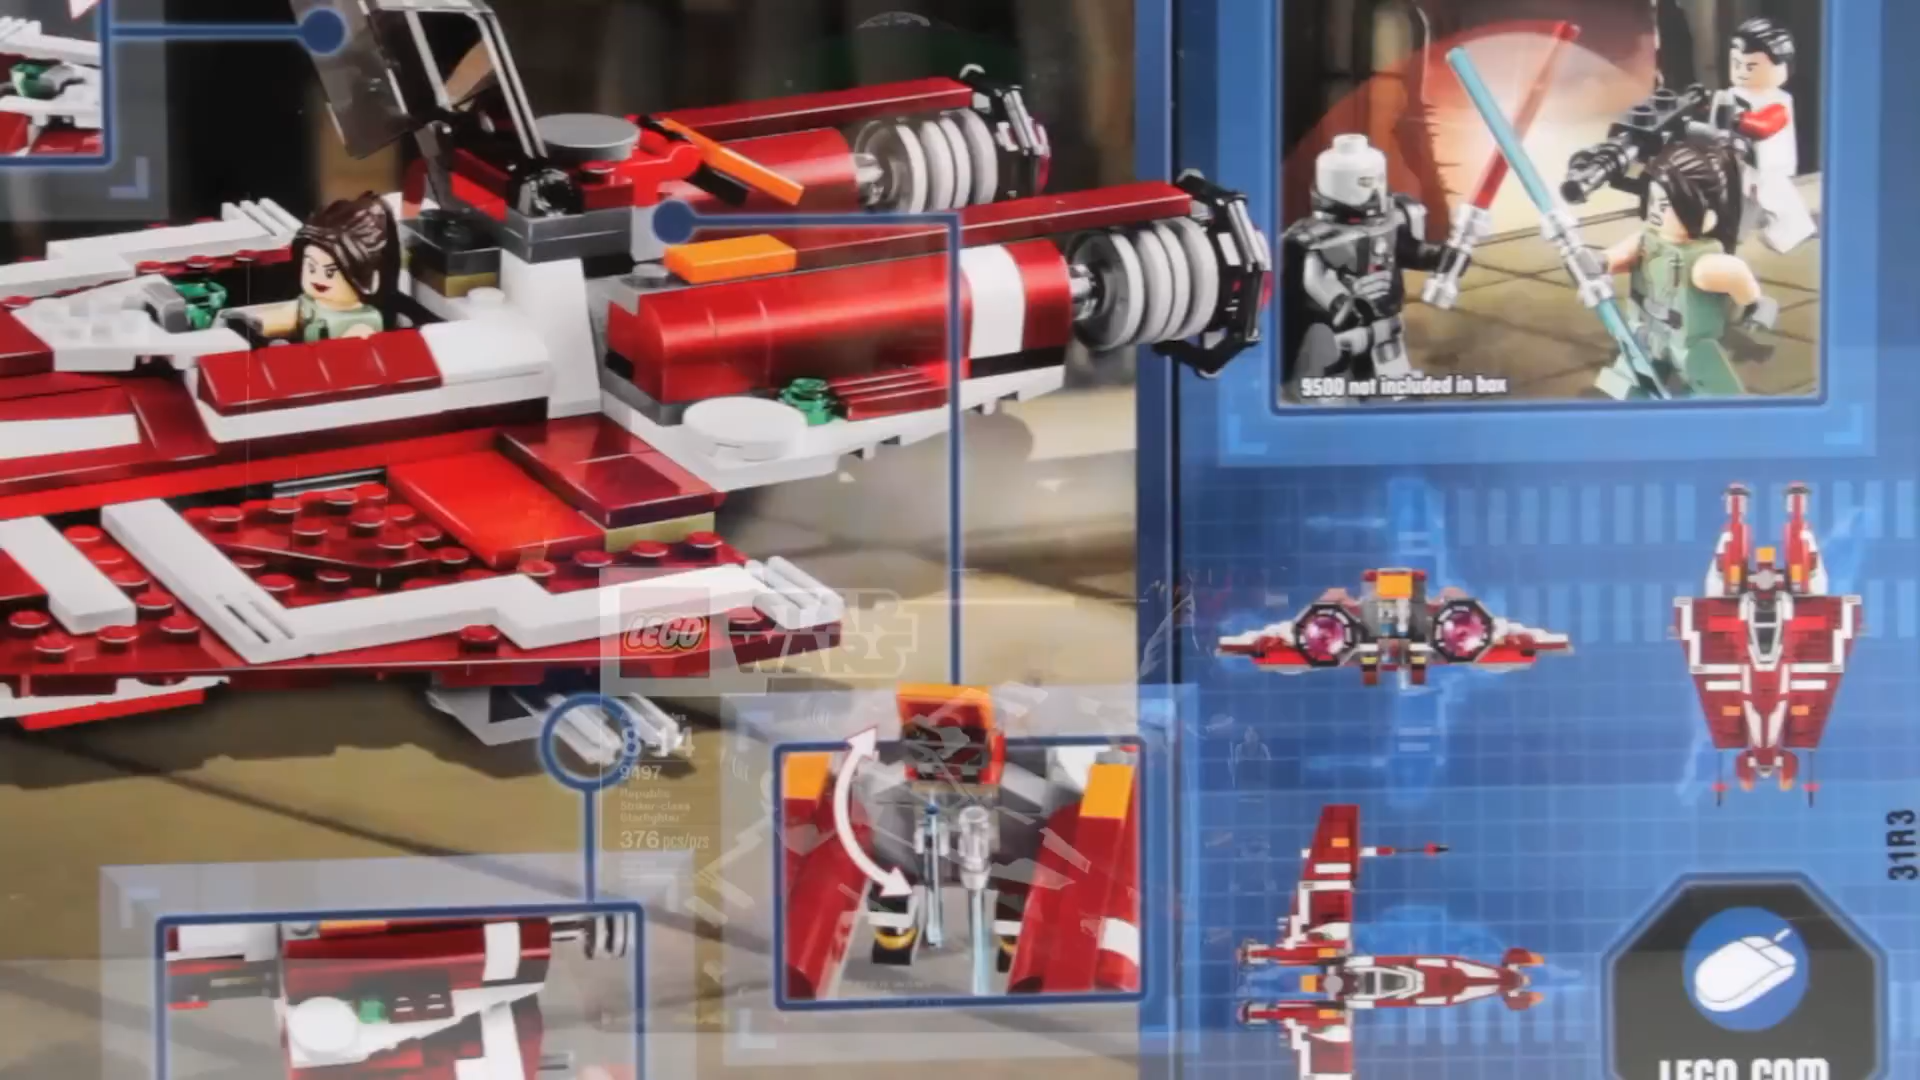 9500 not included in box
LEGO
STAR
WARS
8-14
9497
Republic
Striker-class
Starfighter™
376 pcs/pzs
31R3
LEGO.COM